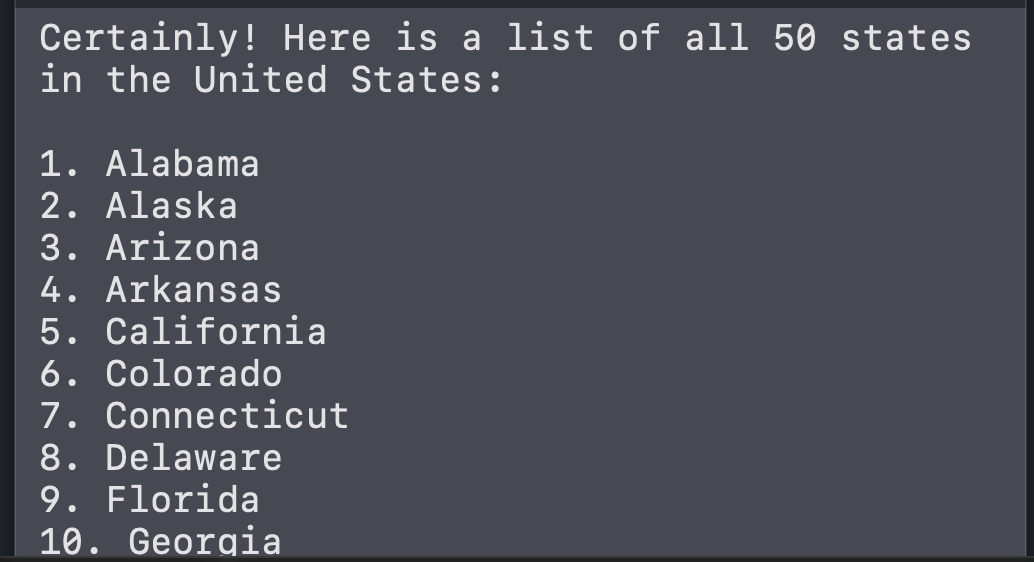 Certainly! Here is a list of all 50 states
in the United States:
1. Alabama
2. Alaska
3. Arizona
4. Arkansas
5. California
6. Colorado
7. Connecticut
8. Delaware
9. Florida
10. Georgia